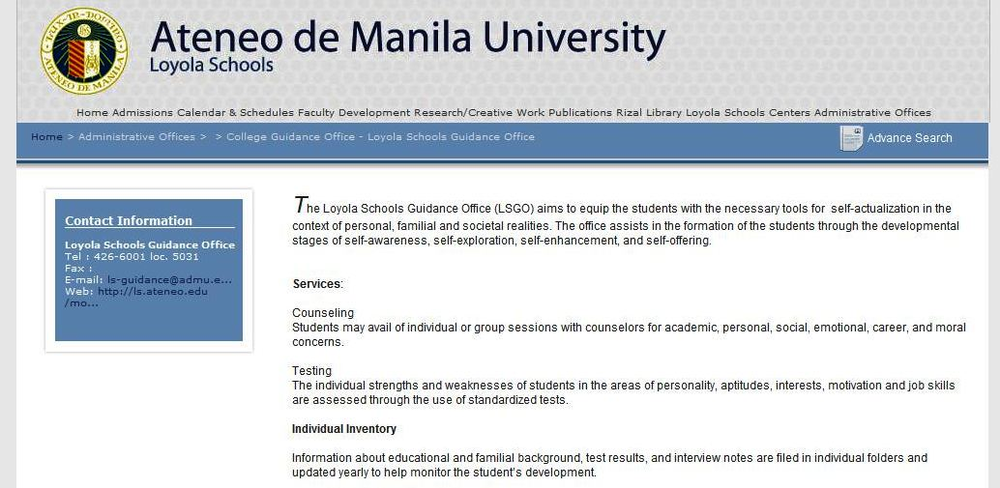 LUX-IN-DOMINO
ATENEO DE MANILA
Ateneo de Manila University
Loyola Schools
Home Admissions Calendar & Schedules Faculty Development Research/Creative Work Publications Rizal Library Loyola Schools Centers Administrative Offices
Home > Administrative Offices > > College Guidance Office - Loyola Schools Guidance Office
Advance Search
Contact Information
Loyola Schools Guidance Office
Tel : 426-6001 loc. 5031
Fax :
E-mail: ls-guidance@admu.e...
Web: http://ls.ateneo.edu
/mo...
The Loyola Schools Guidance Office (LSGO) aims to equip the students with the necessary tools for self-actualization in the
context of personal, familial and societal realities. The office assists in the formation of the students through the developmental
stages of self-awareness, self-exploration, self-enhancement, and self-offering.
Services:
Counseling
Students may avail of individual or group sessions with counselors for academic, personal, social, emotional, career, and moral
concerns.
Testing
The individual strengths and weaknesses of students in the areas of personality, aptitudes, interests, motivation and job skills
are assessed through the use of standardized tests.
Individual Inventory
Information about educational and familial background, test results, and interview notes are filed in individual folders and
updated yearly to help monitor the student's development.